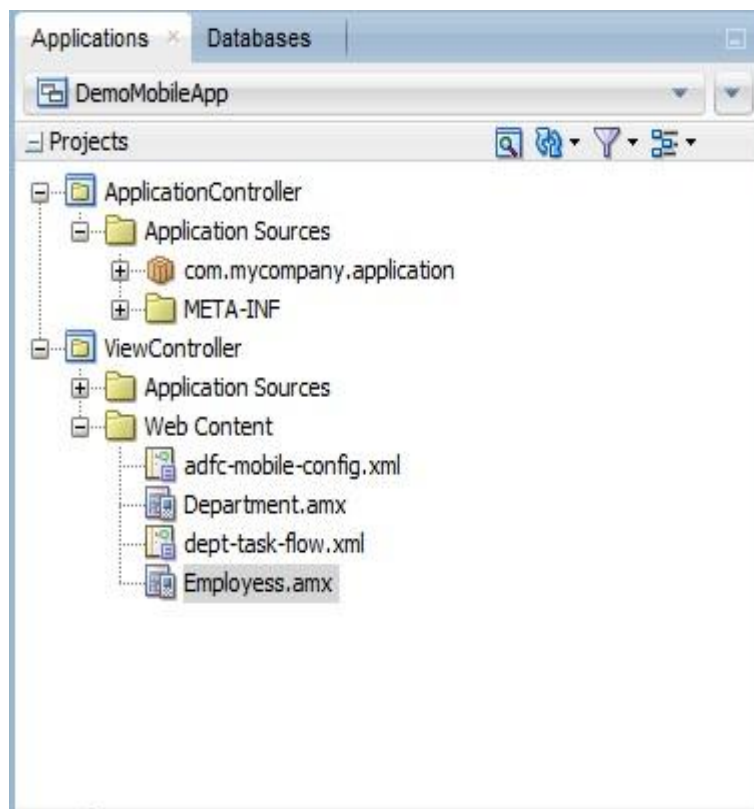 Applications Databases
DemoMobileApp
Projects
ApplicationController
Application Sources
com.mycompany.application
META-INF
ViewController
Application Sources
Web Content
adfc-mobile-config.xml
Department.amx
dept-task-flow.xml
Employess.amx